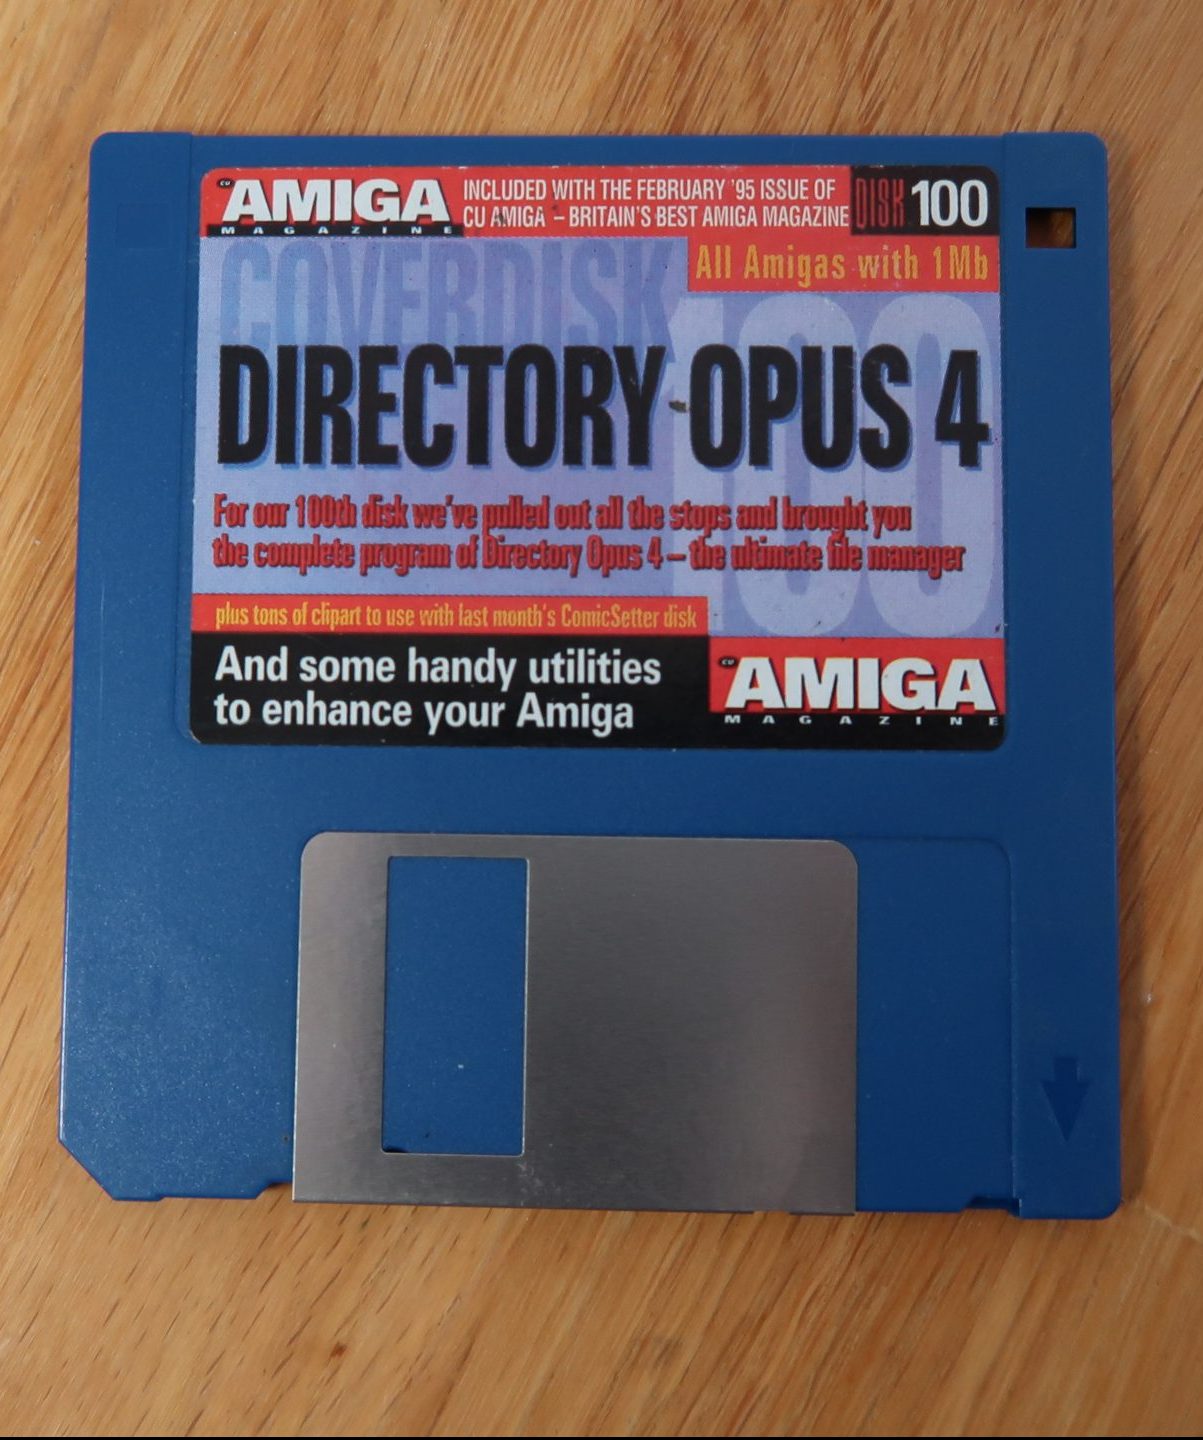 CU AMIGA
MAGAZINE
INCLUDED WITH THE FEBRUARY '95 ISSUE OF
CU AMIGA – BRITAIN'S BEST AMIGA MAGAZINE
DISK 100
COVERDISK
100
All Amigas with 1Mb
DIRECTORY OPUS 4
For our 100th disk we've pulled out all the stops and brought you
the complete program of Directory Opus 4 – the ultimate file manager
plus tons of clipart to use with last month's ComicSetter disk
And some handy utilities
to enhance your Amiga
CU AMIGA
MAGAZINE